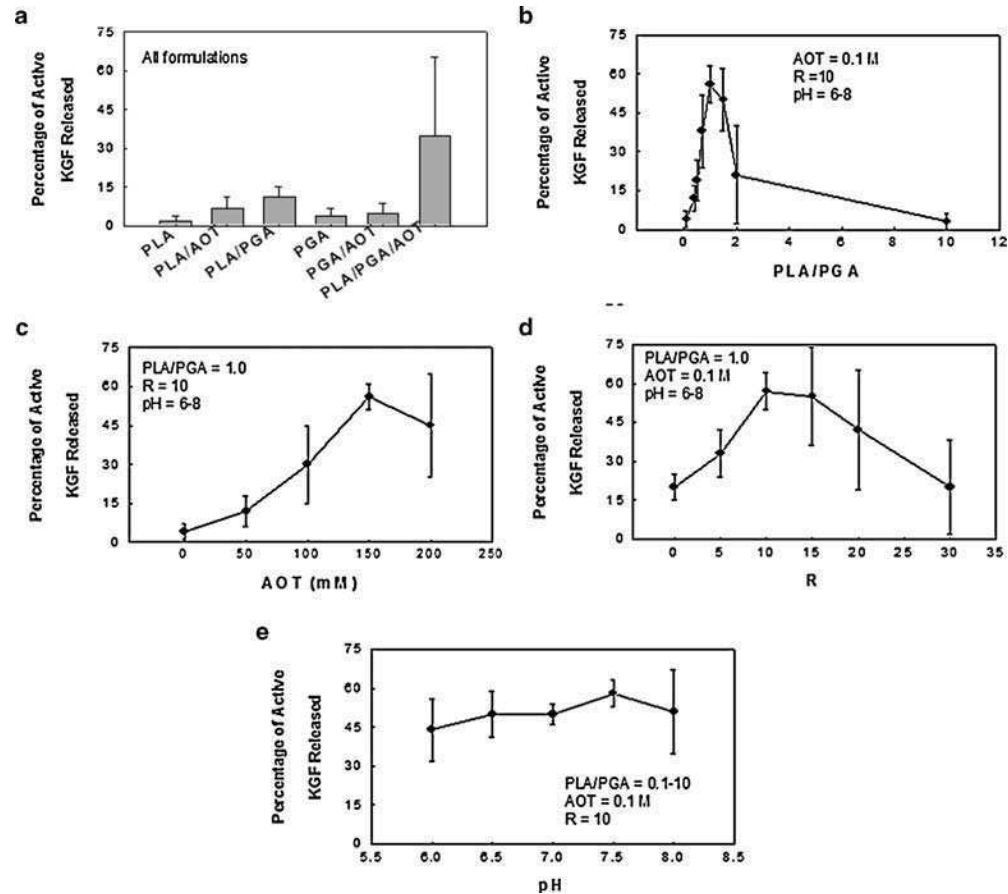 a
Percentage of Active
KGF Released
75
60
45
30
15
0
All formulations
PLA
PLA/AOT
PLA/PGA
PGA
PGA/AOT
PLA/PGA/AOT
b
Percentage of Active
KGF Released
75
60
45
30
15
0
AOT = 0.1 M
R = 10
pH = 6-8
0 2 4 6 8 10 12
PLA/PGA
c
Percentage of Active
KGF Released
75
60
45
30
15
0
PLA/PGA = 1.0
R = 10
pH = 6-8
0 50 100 150 200 250
AOT (mM)
d
Percentage of Active
KGF Released
75
60
45
30
15
0
PLA/PGA = 1.0
AOT = 0.1 M
pH = 6-8
0 5 10 15 20 25 30 35
R
e
Percentage of Active
KGF Released
75
60
45
30
15
0
PLA/PGA = 0.1-10
AOT = 0.1 M
R = 10
5.5 6.0 6.5 7.0 7.5 8.0 8.5
pH